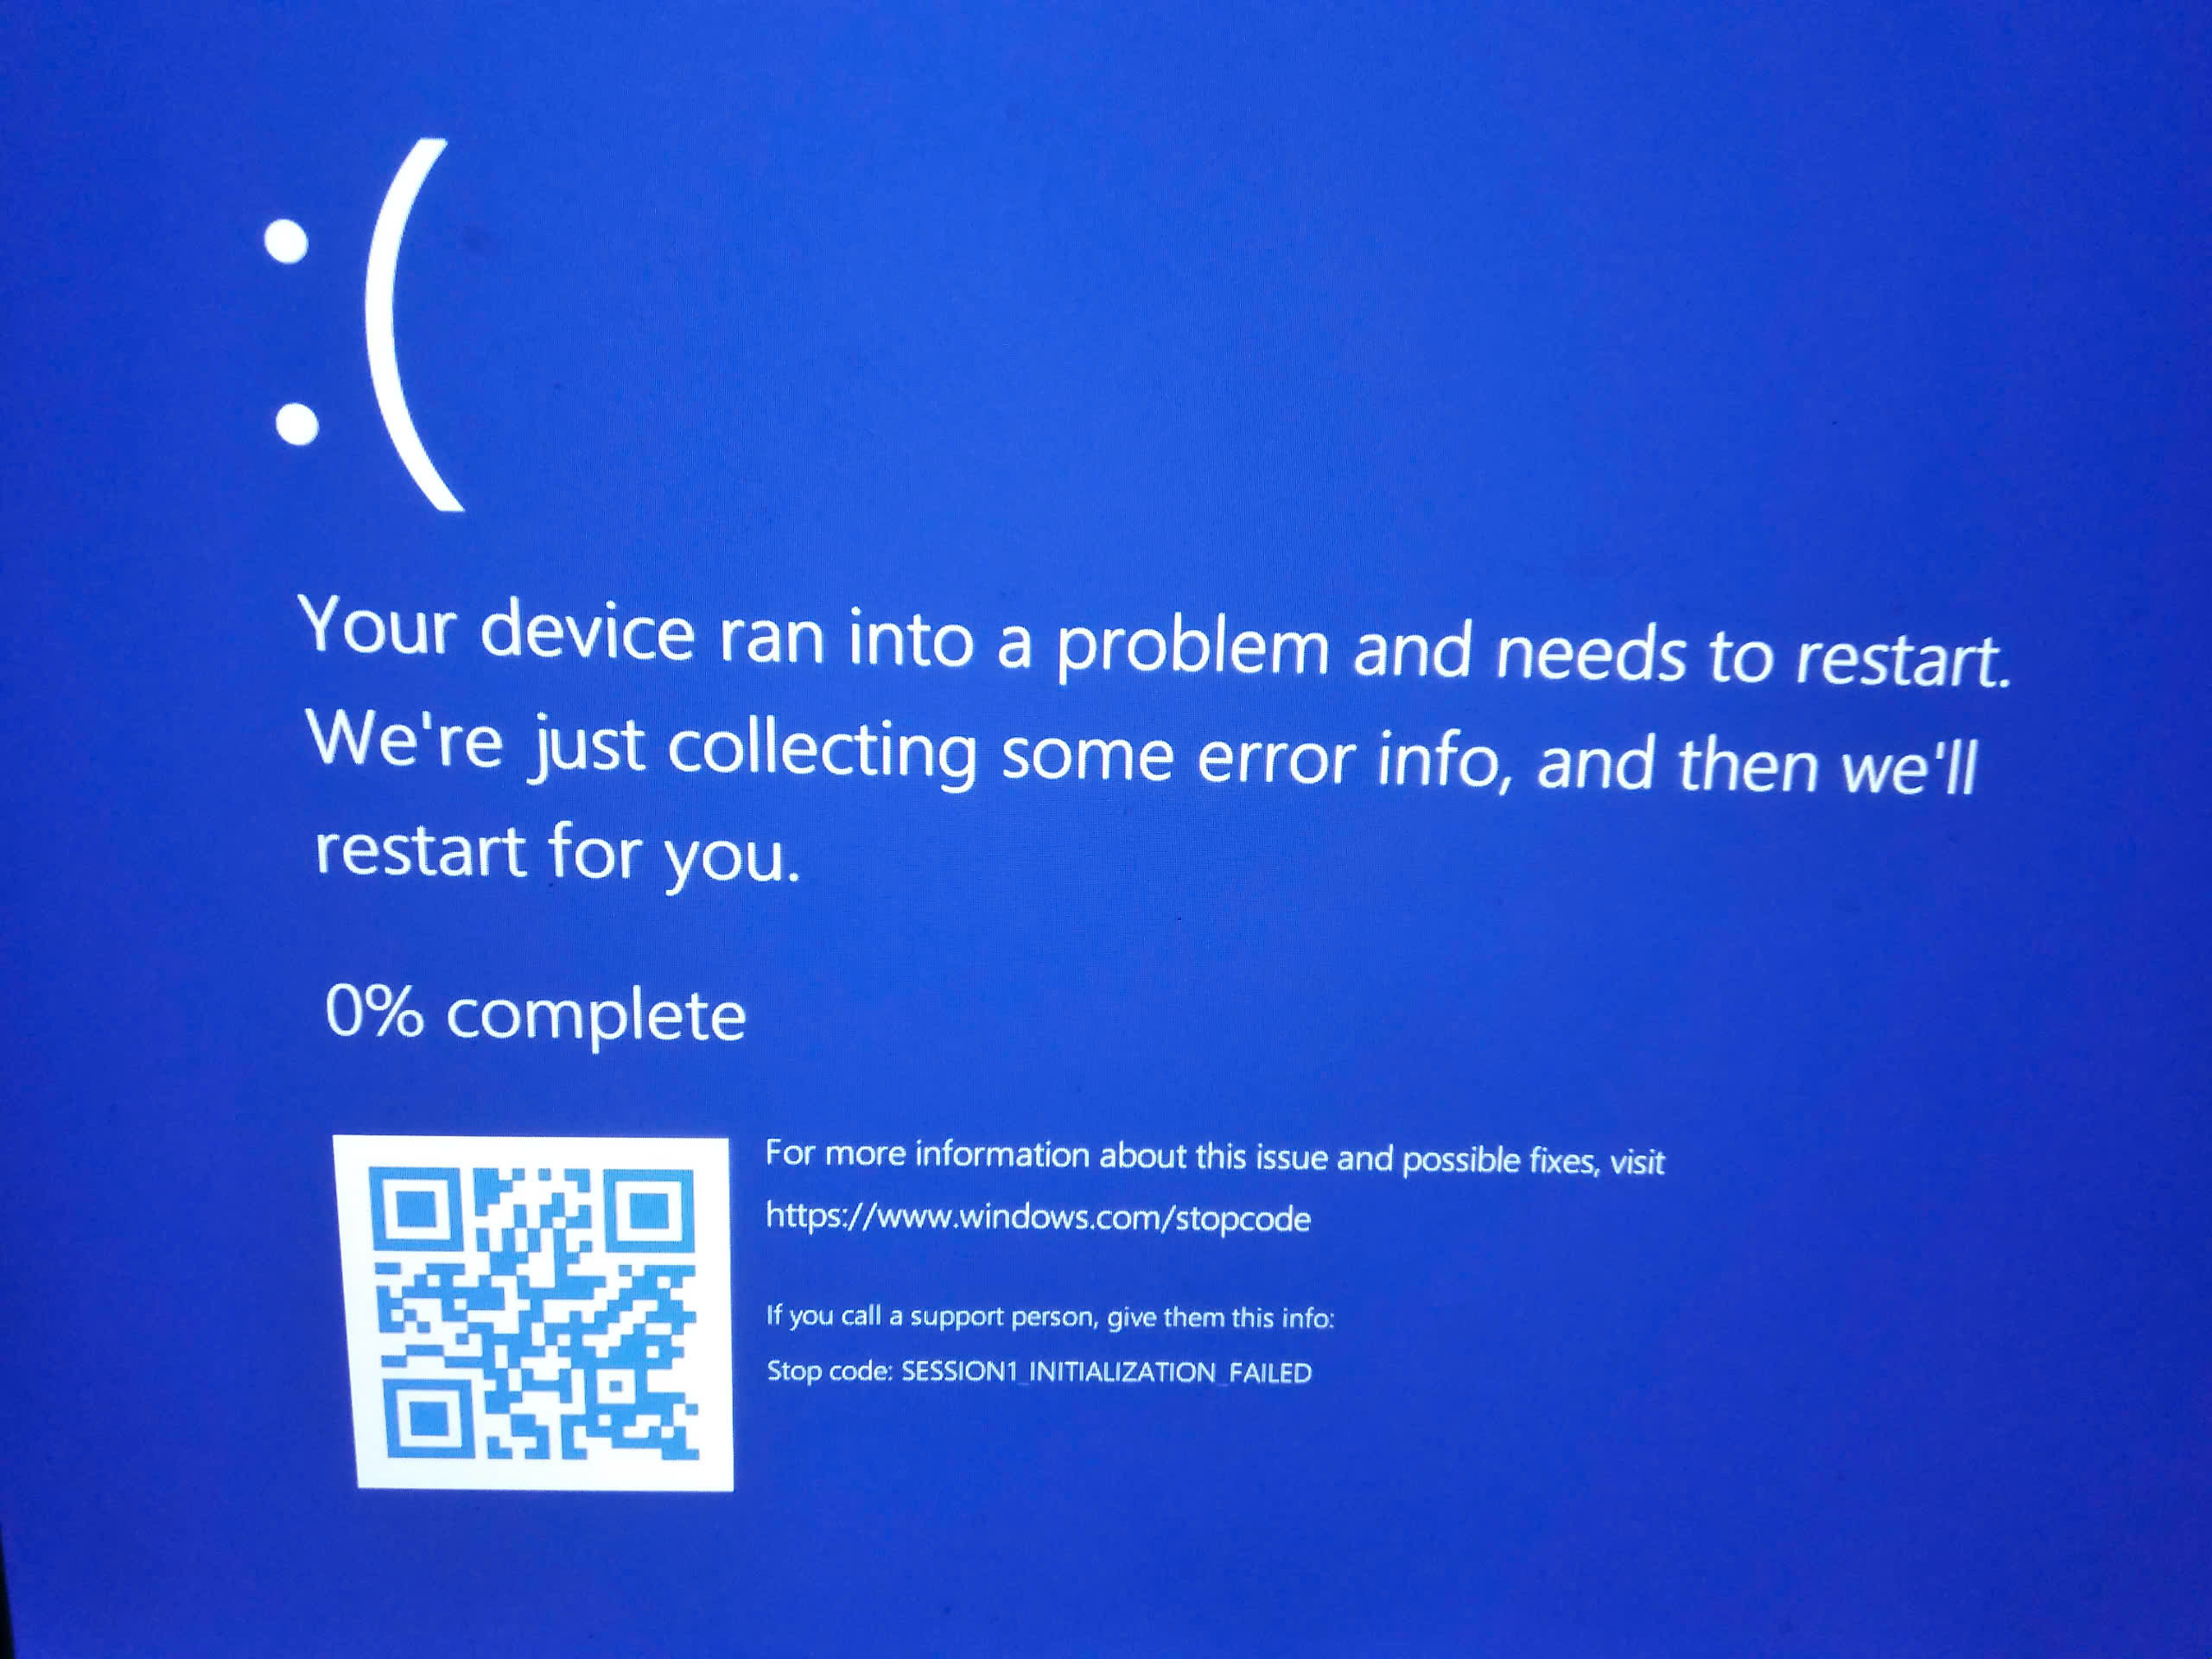 :(
Your device ran into a problem and needs to restart.
We're just collecting some error info, and then we'll
restart for you.
0% complete
For more information about this issue and possible fixes, visit
https://www.windows.com/stopcode
If you call a support person, give them this info:
Stop code: SESSION1_INITIALIZATION_FAILED